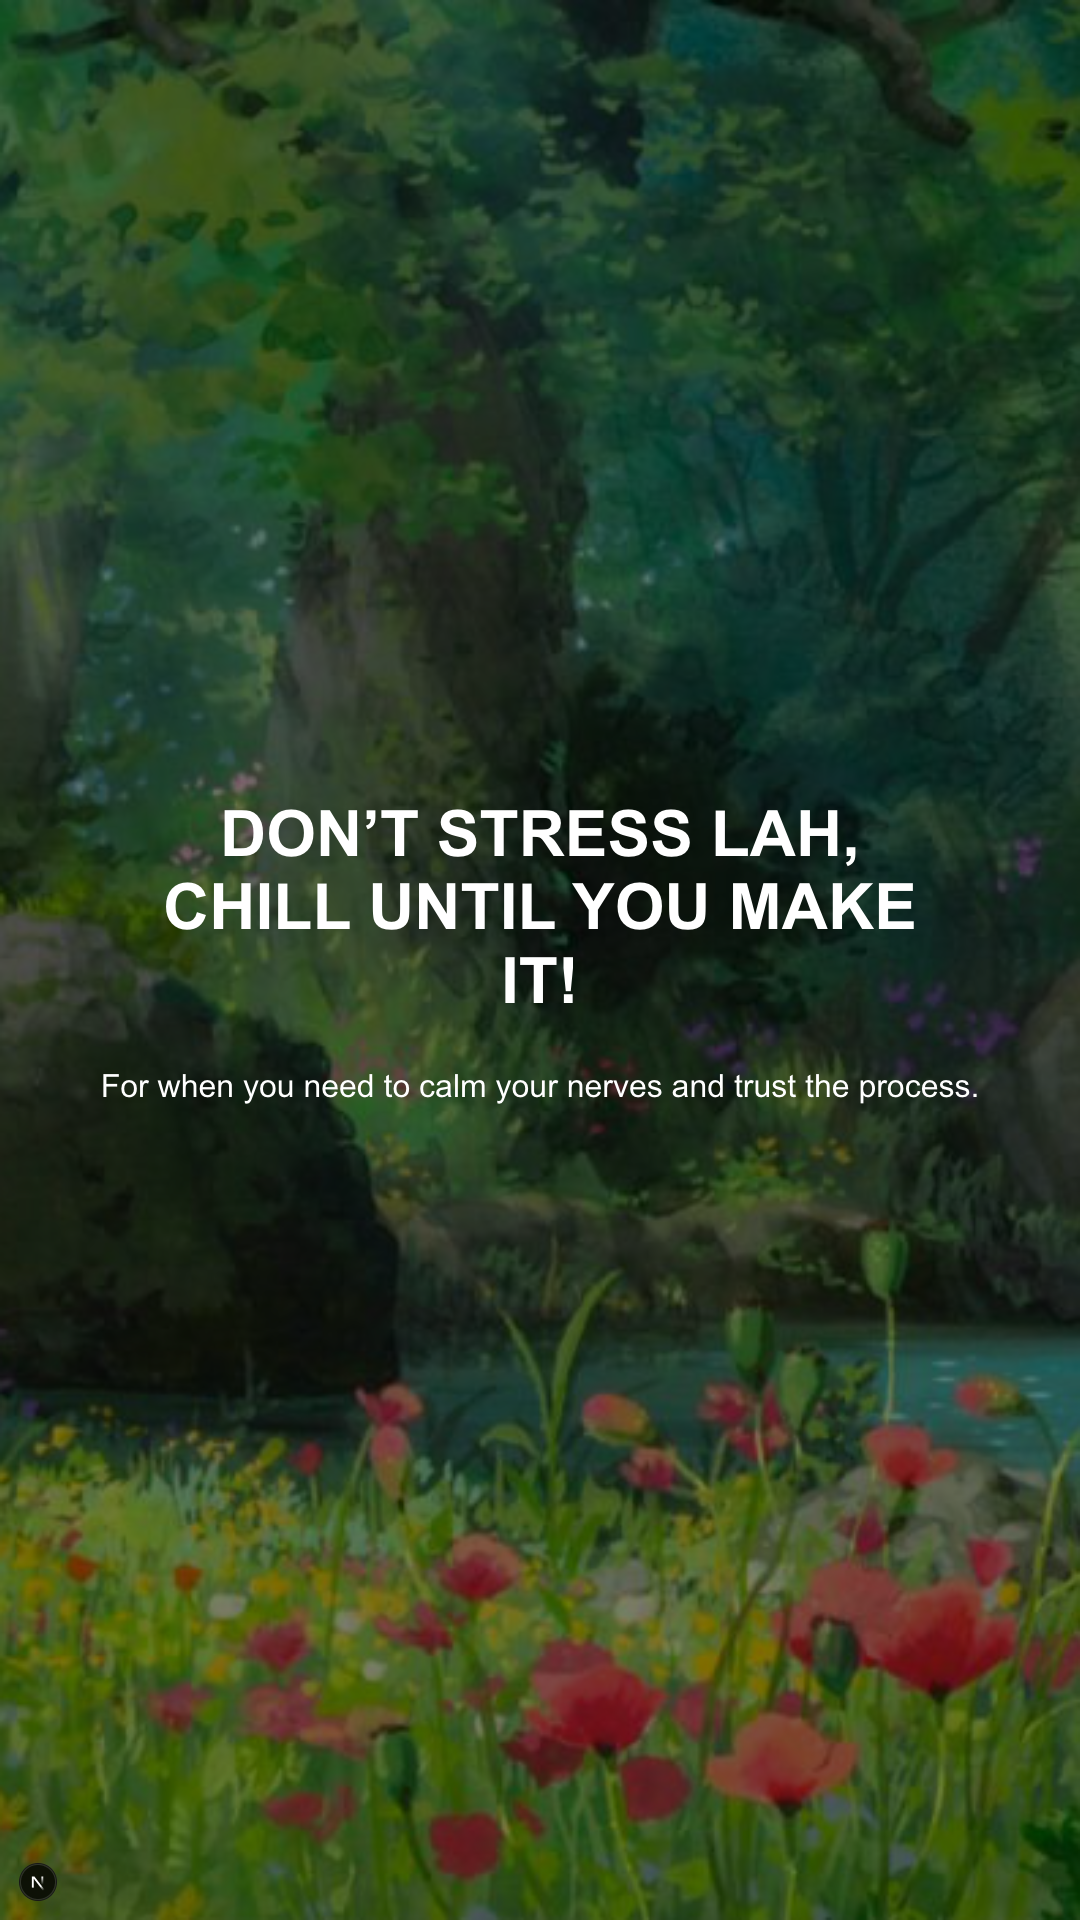 DON’T STRESS LAH,
CHILL UNTIL YOU MAKE
IT!
For when you need to calm your nerves and trust the process.
N